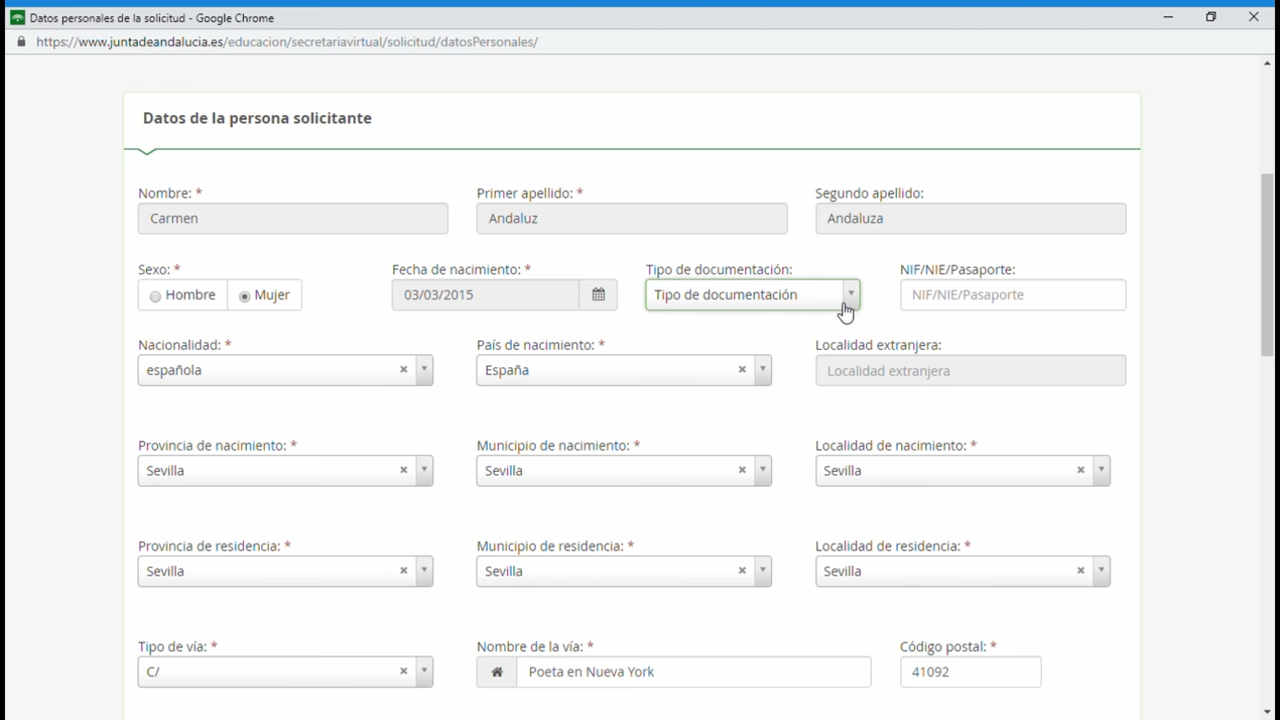 Datos personales de la solicitud - Google Chrome
https://www.juntadeandalucia.es/educacion/secretariavirtual/solicitud/datosPersonales/
Datos de la persona solicitante
Nombre: * Primer apellido: * Segundo apellido:
Carmen Andaluz Andaluza
Sexo: * Fecha de nacimiento: * Tipo de documentación: NIF/NIE/Pasaporte:
Hombre Mujer 03/03/2015 Tipo de documentación NIF/NIE/Pasaporte
Nacionalidad: * País de nacimiento: * Localidad extranjera:
española España Localidad extranjera
Provincia de nacimiento: * Municipio de nacimiento: * Localidad de nacimiento: *
Sevilla Sevilla Sevilla
Provincia de residencia: * Municipio de residencia: * Localidad de residencia: *
Sevilla Sevilla Sevilla
Tipo de vía: * Nombre de la vía: * Código postal: *
C/ Poeta en Nueva York 41092